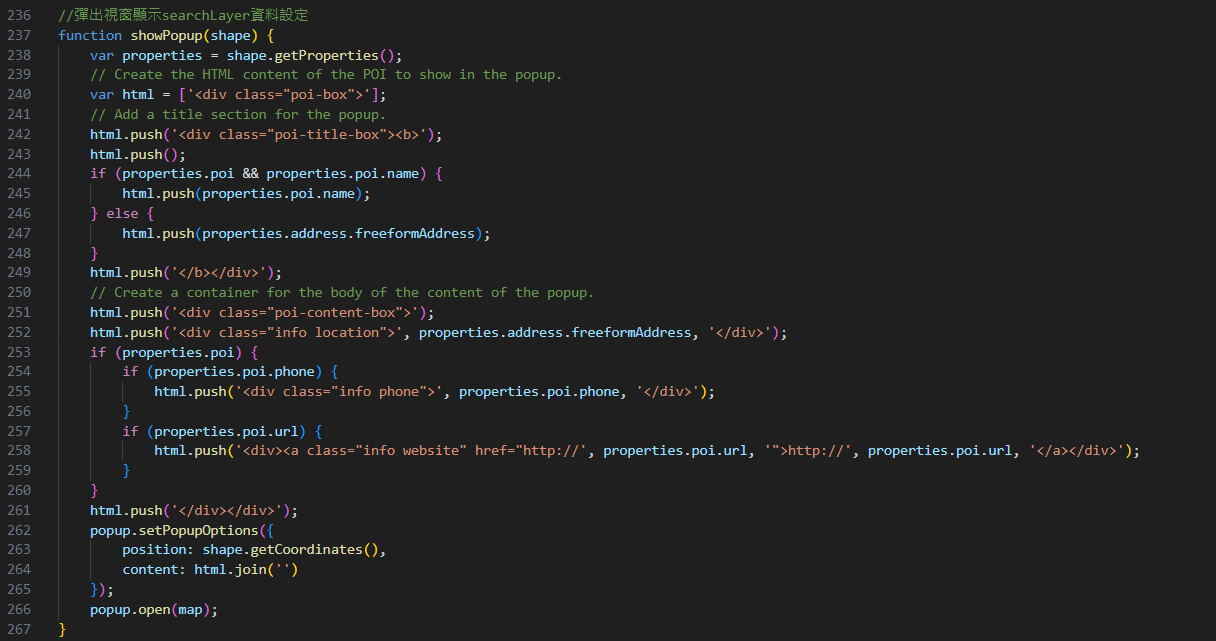 236 //彈出視窗顯示searchLayer資料設定
237 function showPopup(shape) {
238     var properties = shape.getProperties();
239     // Create the HTML content of the POI to show in the popup.
240     var html = ['<div class="poi-box">'];
241     // Add a title section for the popup.
242     html.push('<div class="poi-title-box"><b>');
243     html.push();
244     if (properties.poi && properties.poi.name) {
245         html.push(properties.poi.name);
246     } else {
247         html.push(properties.address.freeformAddress);
248     }
249     html.push('</b></div>');
250     // Create a container for the body of the content of the popup.
251     html.push('<div class="poi-content-box">');
252     html.push('<div class="info location">', properties.address.freeformAddress, '</div>');
253     if (properties.poi) {
254         if (properties.poi.phone) {
255             html.push('<div class="info phone">', properties.poi.phone, '</div>');
256         }
257         if (properties.poi.url) {
258             html.push('<div><a class="info website" href="http://', properties.poi.url, '">http://', properties.poi.url, '</a></div>');
259         }
260     }
261     html.push('</div></div>');
262     popup.setPopupOptions({
263         position: shape.getCoordinates(),
264         content: html.join('')
265     });
266     popup.open(map);
267 }